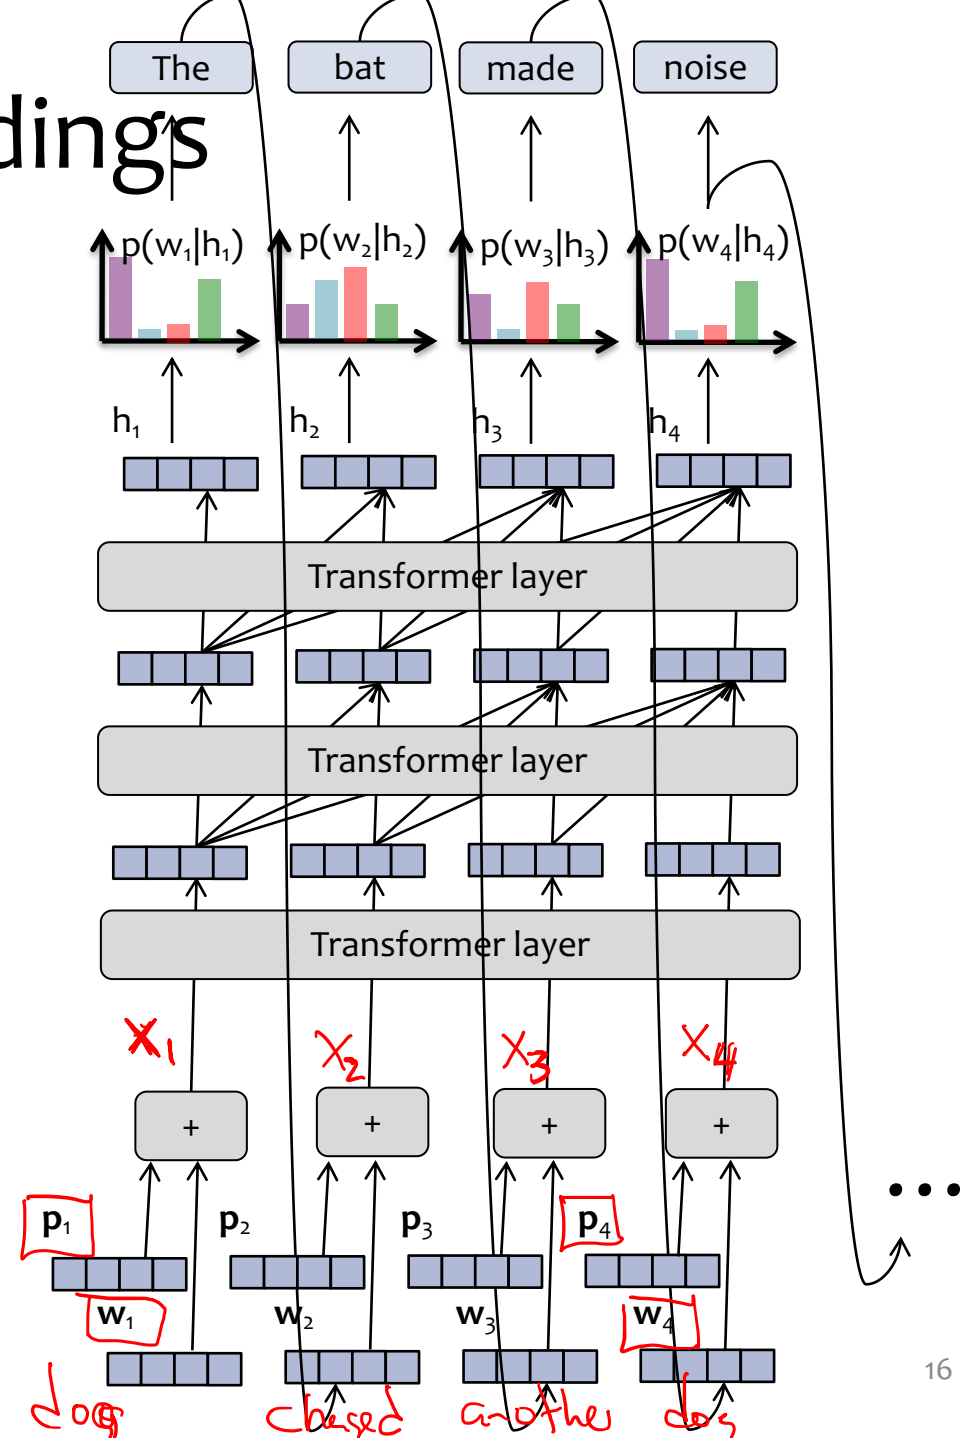 The bat made noise
dings
p(w₁|h₁) p(w₂|h₂) p(w₃|h₃) p(w₄|h₄)
h₁ h₂ h₃ h₄
Transformer layer
Transformer layer
Transformer layer
x₁ x₂ x₃ x₄
+ + + +
...
p₁ p₂ p₃ p₄
w₁ w₂ w₃ w₄
16
dog chased another dog